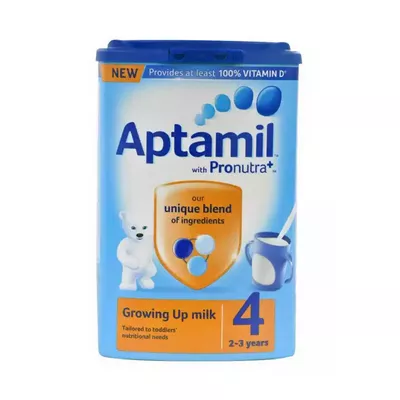 NEW
Provides at least 100% VITAMIN D*
Aptamil
with Pronutra+™
our
unique blend
of ingredients
Growing Up milk
Tailored to toddlers'
nutritional needs
4
2-3 years